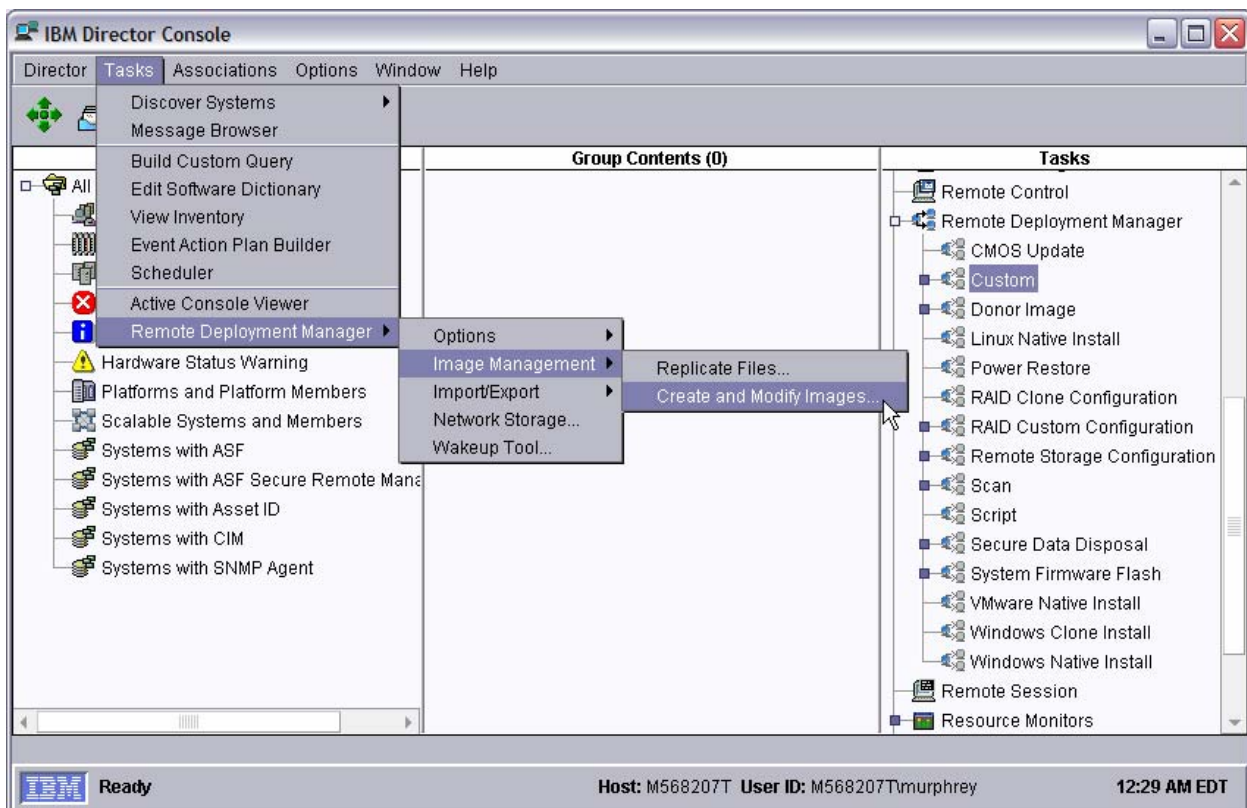 IBM Director Console
Director Tasks Associations Options Window Help
Discover Systems
Message Browser
Build Custom Query
Edit Software Dictionary
View Inventory
Event Action Plan Builder
Scheduler
Active Console Viewer
Remote Deployment Manager
Options
Image Management
Import/Export
Network Storage...
Wakeup Tool...
Replicate Files...
Create and Modify Images...
All
Hardware Status Warning
Platforms and Platform Members
Scalable Systems and Members
Systems with ASF
Systems with ASF Secure Remote Mana
Systems with Asset ID
Systems with CIM
Systems with SNMP Agent
Group Contents (0)
Tasks
Remote Control
Remote Deployment Manager
CMOS Update
Custom
Donor Image
Linux Native Install
Power Restore
RAID Clone Configuration
RAID Custom Configuration
Remote Storage Configuration
Scan
Script
Secure Data Disposal
System Firmware Flash
VMware Native Install
Windows Clone Install
Windows Native Install
Remote Session
Resource Monitors
IBM Ready Host: M568207T User ID: M568207T\murphrey 12:29 AM EDT